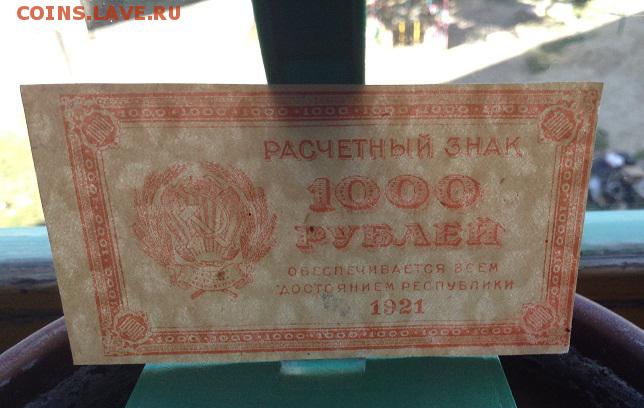 COINS.LAVE.RU
РАСЧЕТНЫЙ ЗНАК
1000
РУБЛЕЙ
ОБЕСПЕЧИВАЕТСЯ ВСЕМ
ДОСТОЯНИЕМ РЕСПУБЛИКИ
1921